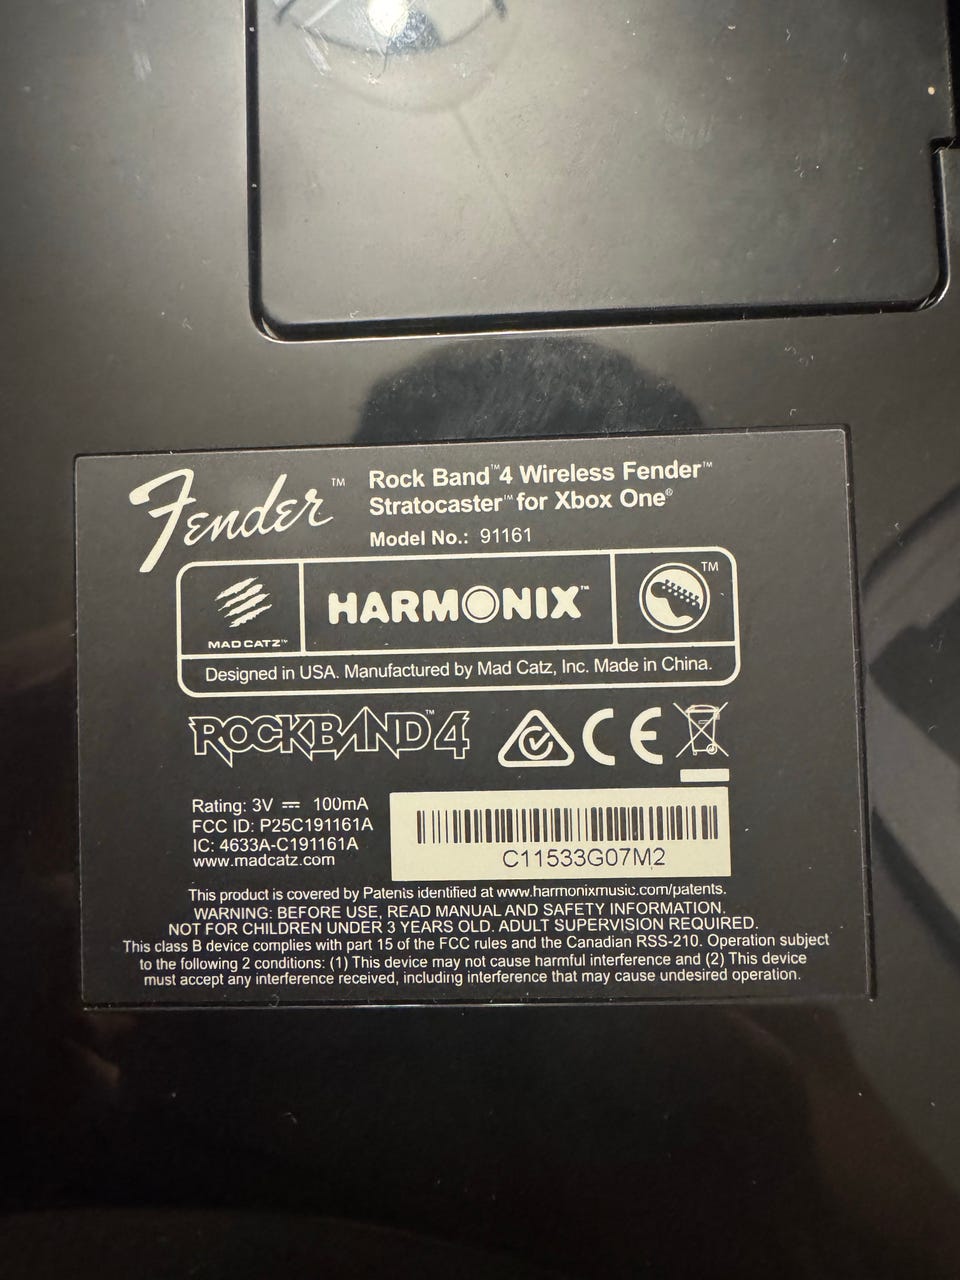 Fender™
Rock Band™4 Wireless Fender™
Stratocaster™ for Xbox One®
Model No.: 91161
MAD CATZ™
HARMONIX™
TM
Designed in USA. Manufactured by Mad Catz, Inc. Made in China.
ROCKBAND™4
CE
Rating: 3V ⎓ 100mA
FCC ID: P25C191161A
IC: 4633A-C191161A
www.madcatz.com
C11533G07M2
This product is covered by Patents identified at www.harmonixmusic.com/patents.
WARNING: BEFORE USE, READ MANUAL AND SAFETY INFORMATION.
NOT FOR CHILDREN UNDER 3 YEARS OLD. ADULT SUPERVISION REQUIRED.
This class B device complies with part 15 of the FCC rules and the Canadian RSS-210. Operation subject
to the following 2 conditions: (1) This device may not cause harmful interference and (2) This device
must accept any interference received, including interference that may cause undesired operation.